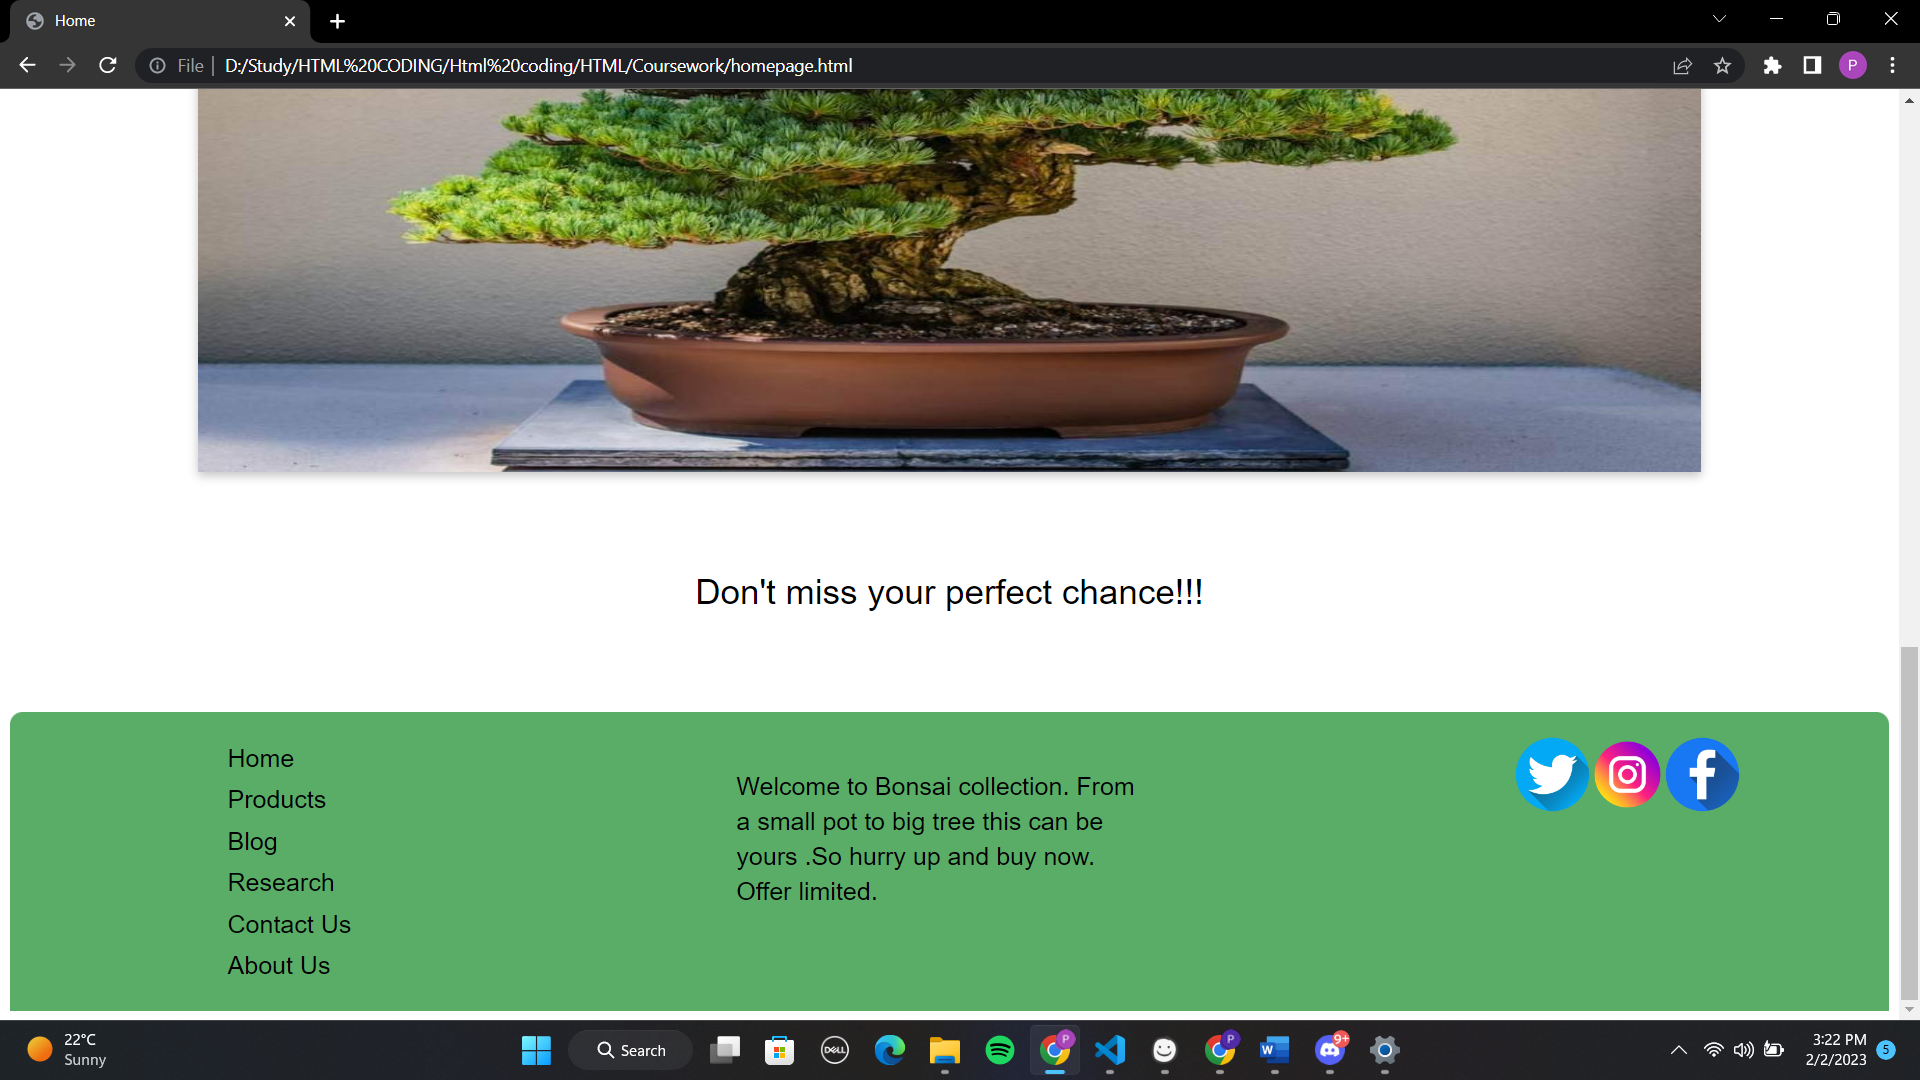 Home
File
D:/Study/HTML%20CODING/Html%20coding/HTML/Coursework/homepage.html
P
Don't miss your perfect chance!!!
Home
Products
Blog
Research
Contact Us
About Us
Welcome to Bonsai collection. From
a small pot to big tree this can be
yours .So hurry up and buy now.
Offer limited.
22°C
Sunny
Search
DELL
P
P
W
9+
3:22 PM
2/2/2023
5